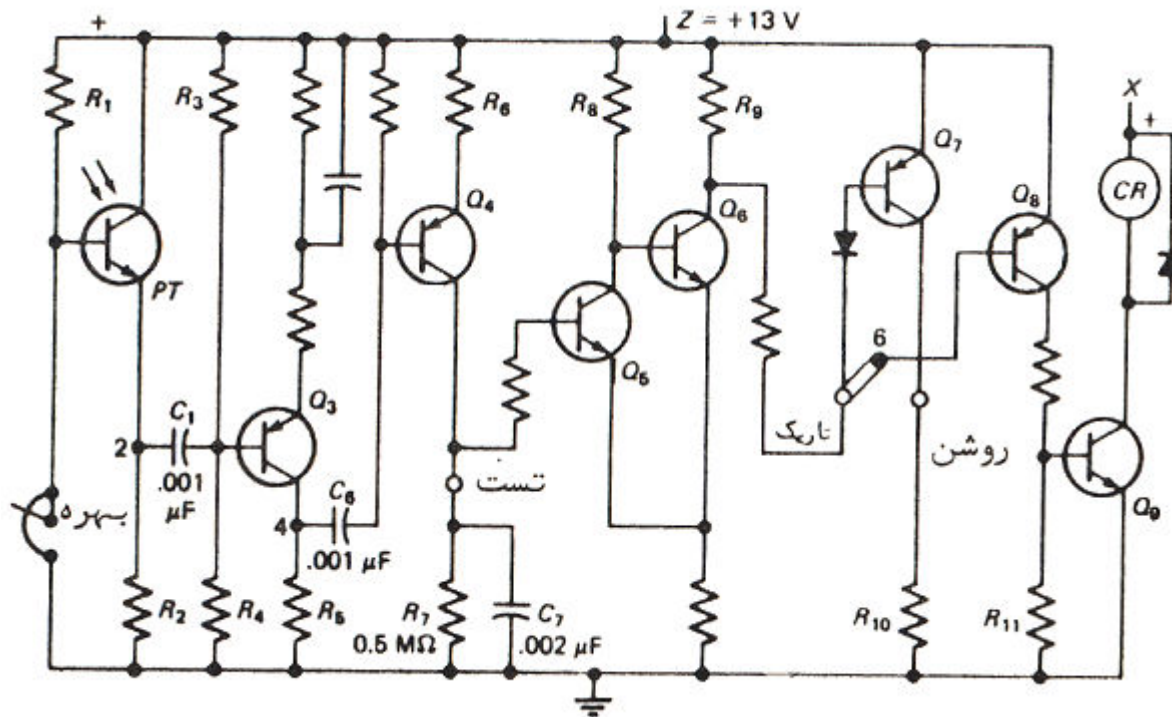 +
Z = +13 V
R1
R3
R6
R8
R9
Q7
X
+
CR
Q4
Q6
Q8
PT
Q5
6
Q3
تاریک
روشن
2
C1
.001
μF
تست
Q9
بهره
4
C6
.001 μF
R2
R4
R5
R7
0.5 MΩ
C7
.002 μF
R10
R11